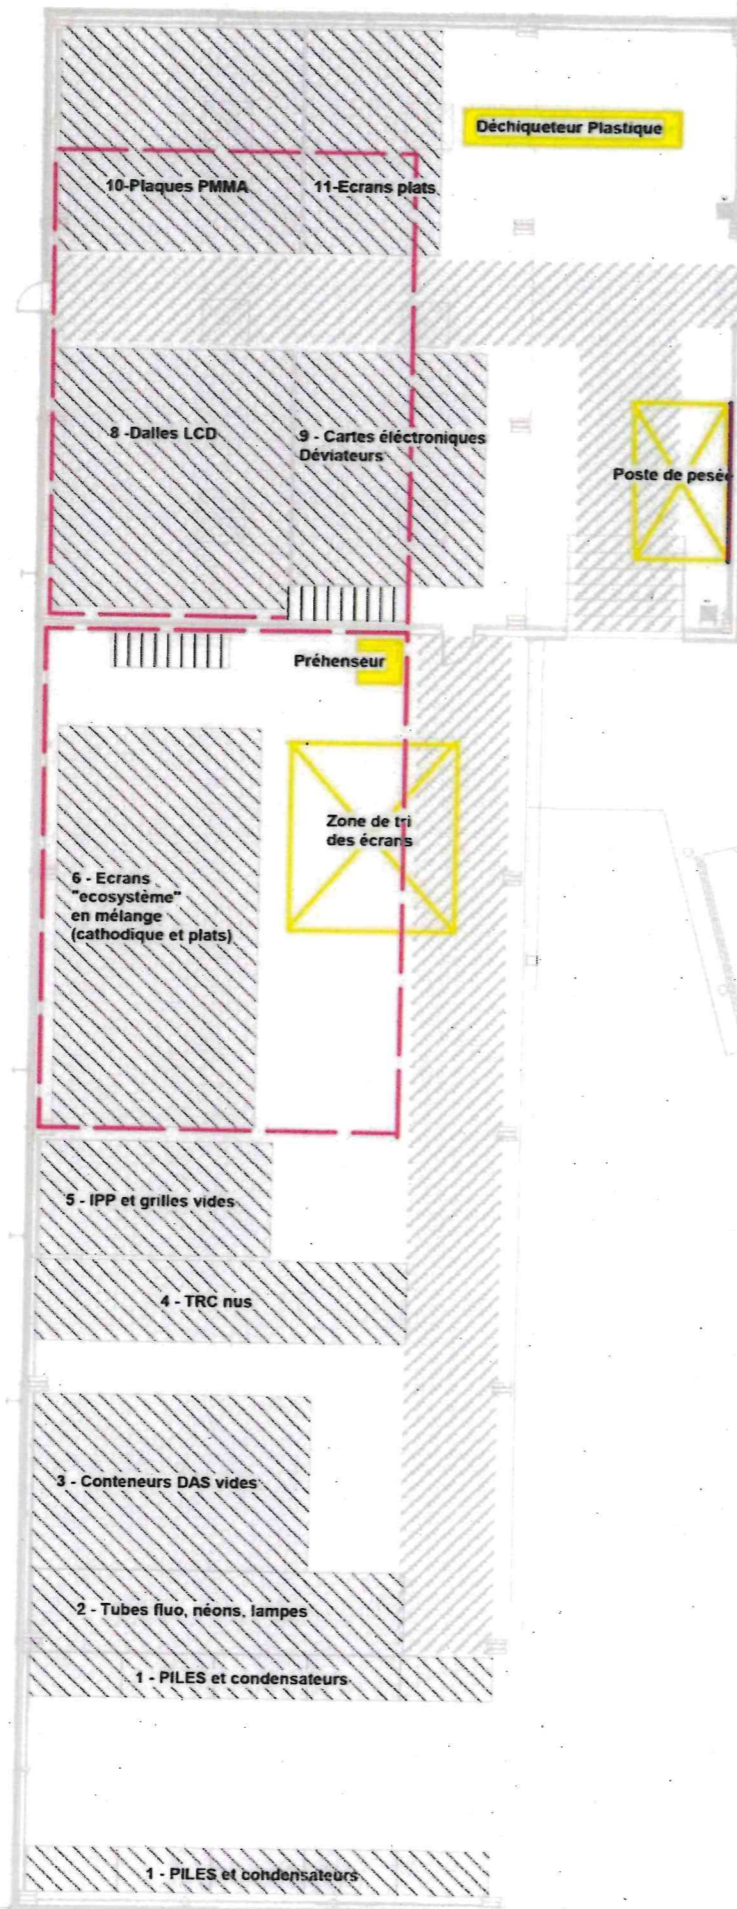 Déchiqueteur Plastique
10-Plaques PMMA
11-Ecrans plats
8 -Dalles LCD
9 - Cartes éléctroniques
Déviateurs
Poste de pesée
Préhenseur
Zone de tri
des écrans
6 - Ecrans
"ecosystème"
en mélange
(cathodique et plats)
5 - IPP et grilles vides
4 - TRC nus
3 - Conteneurs DAS vides
2 - Tubes fluo, néons, lampes
1 - PILES et condensateurs
1 - PILES et condensateurs